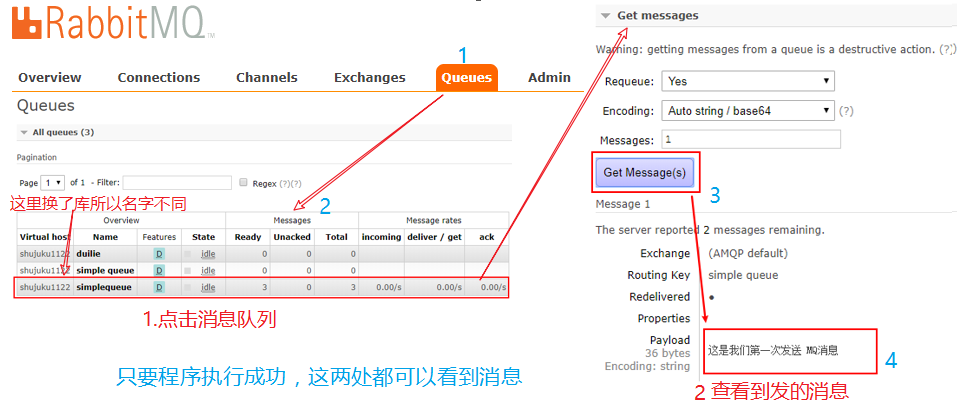 RabbitMQ™
Overview Connections Channels Exchanges Queues Admin
1
Queues
All queues (3)
Pagination
Page 1 of 1 - Filter: Regex (?)(?)
这里换了库所以名字不同
2
Overview Messages Message rates
Virtual host Name Features State Ready Unacked Total incoming deliver / get ack
shujuku1122 duilie D idle 0 0 0
shujuku1122 simple queue D idle 0 0 0
shujuku1122 simplequeue D idle 3 0 3 0.00/s 0.00/s 0.00/s
1.点击消息队列
只要程序执行成功，这两处都可以看到消息
Get messages
Warning: getting messages from a queue is a destructive action. (?)
Requeue: Yes
Encoding: Auto string / base64 (?)
Messages: 1
Get Message(s)
3
Message 1
The server reported 2 messages remaining.
Exchange (AMQP default)
Routing Key simple queue
Redelivered ●
Properties
Payload
36 bytes
Encoding: string
这是我们第一次发送 MQ消息
4
2 查看到发的消息